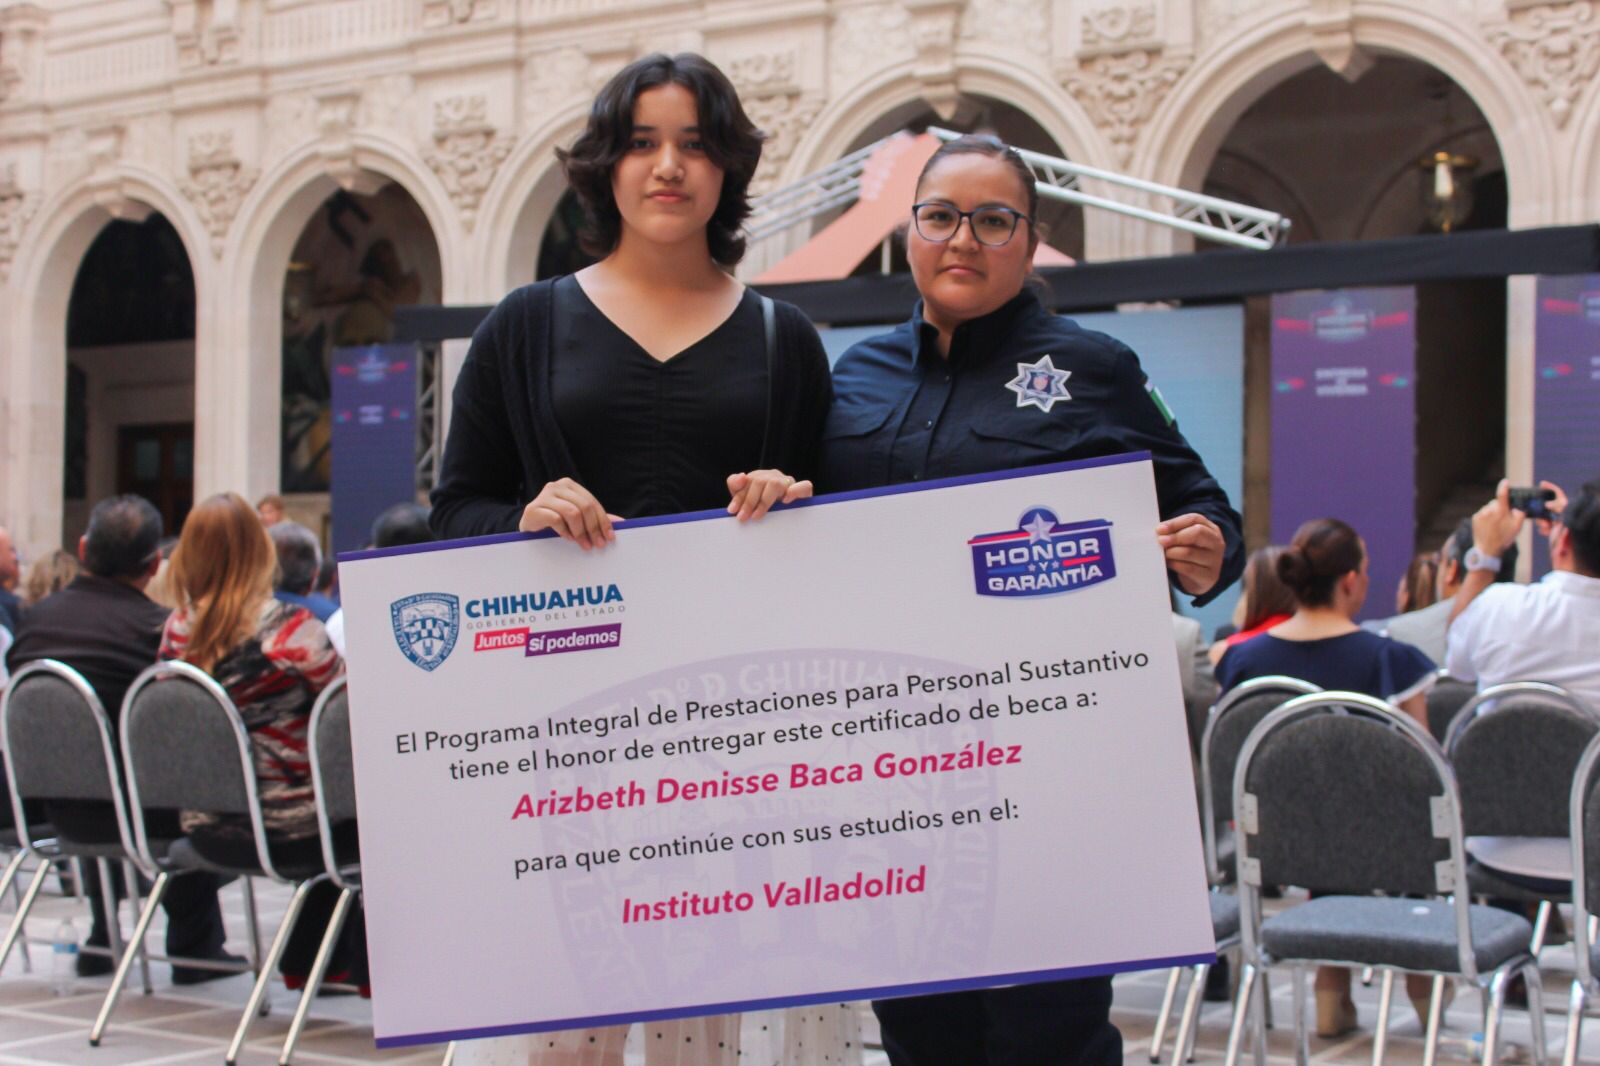 CHIHUAHUA
GOBIERNO DEL ESTADO
Juntos Sí podemos
HONOR
Y
GARANTÍA
El Programa Integral de Prestaciones para Personal Sustantivo
tiene el honor de entregar este certificado de beca a:
Arizbeth Denisse Baca González
para que continúe con sus estudios en el:
Instituto Valladolid